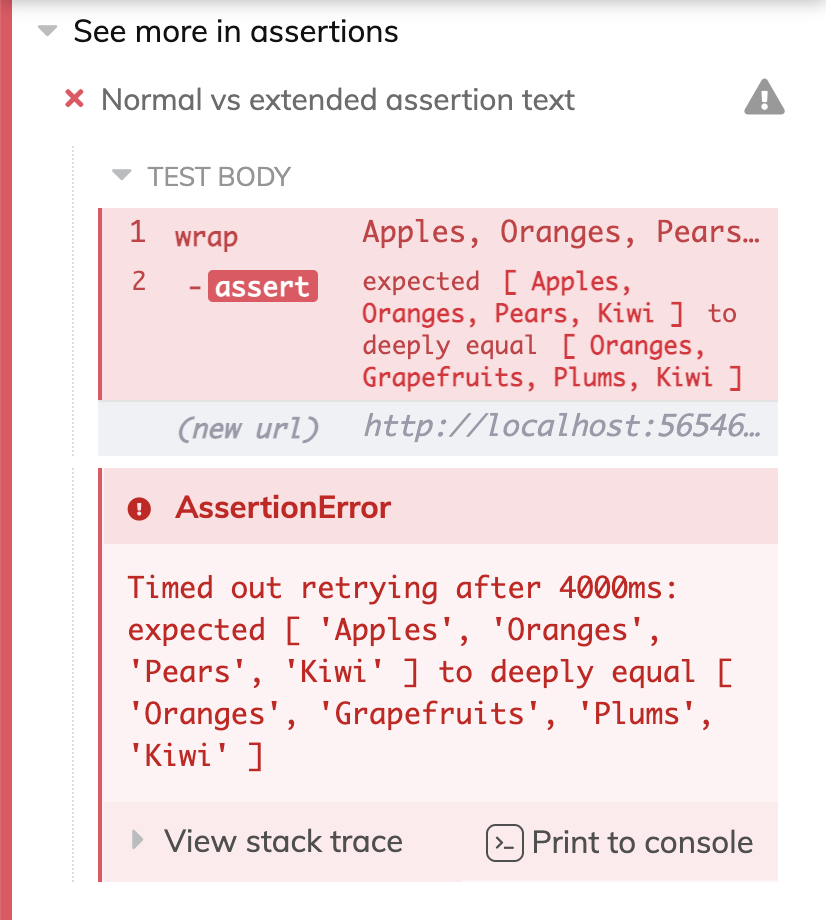 See more in assertions
Normal vs extended assertion text
TEST BODY
1 wrap Apples, Oranges, Pears…
2 -assert expected [ Apples,
Oranges, Pears, Kiwi ] to
deeply equal [ Oranges,
Grapefruits, Plums, Kiwi ]
(new url) http://localhost:56546…
AssertionError
Timed out retrying after 4000ms:
expected [ 'Apples', 'Oranges',
'Pears', 'Kiwi' ] to deeply equal [
'Oranges', 'Grapefruits', 'Plums',
'Kiwi' ]
View stack trace Print to console